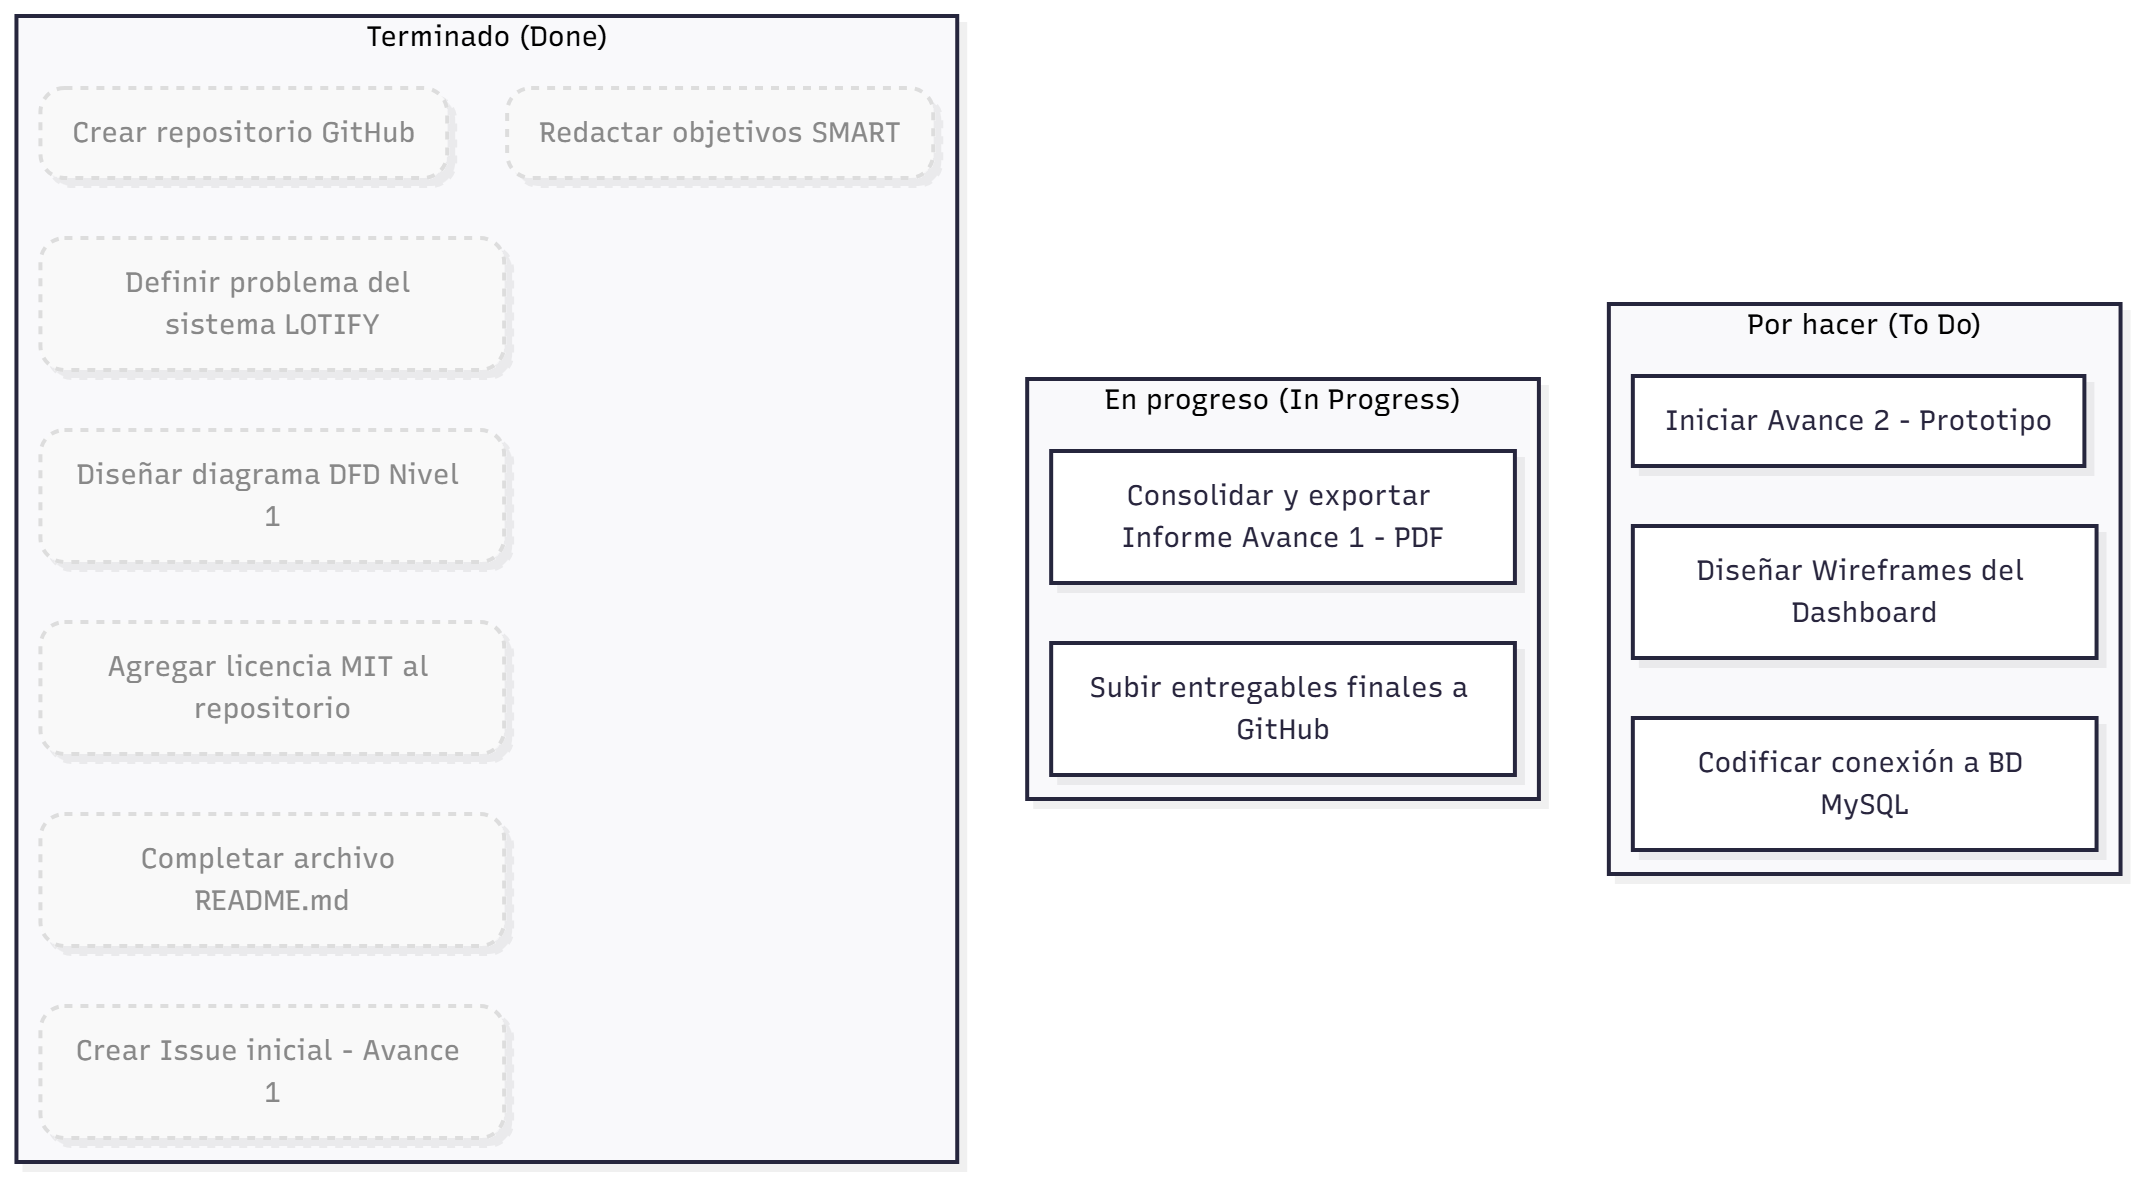 Terminado (Done)
Crear repositorio GitHub
Redactar objetivos SMART
Definir problema del
sistema LOTIFY
Diseñar diagrama DFD Nivel
1
Agregar licencia MIT al
repositorio
Completar archivo
README.md
Crear Issue inicial - Avance
1
En progreso (In Progress)
Consolidar y exportar
Informe Avance 1 - PDF
Subir entregables finales a
GitHub
Por hacer (To Do)
Iniciar Avance 2 - Prototipo
Diseñar Wireframes del
Dashboard
Codificar conexión a BD
MySQL